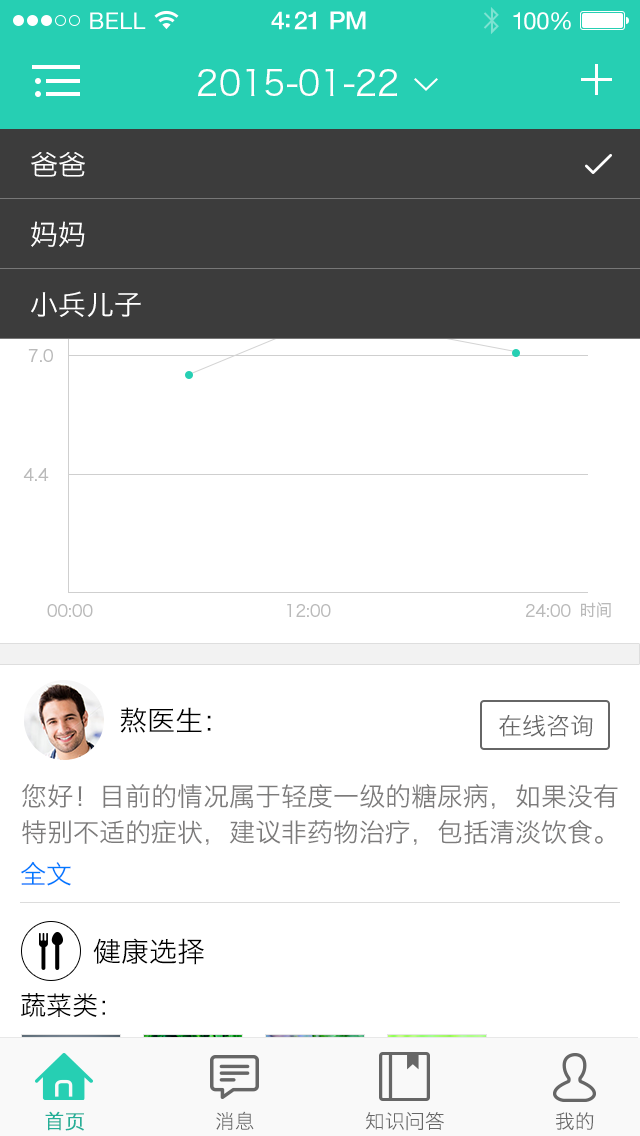 BELL 4:21 PM 100%
2015-01-22
爸爸
妈妈
小兵儿子
7.0
4.4
00:00 12:00 24:00 时间
熬医生：
在线咨询
您好！目前的情况属于轻度一级的糖尿病，如果没有
特别不适的症状，建议非药物治疗，包括清淡饮食。
全文
健康选择
蔬菜类：
首页 消息 知识问答 我的